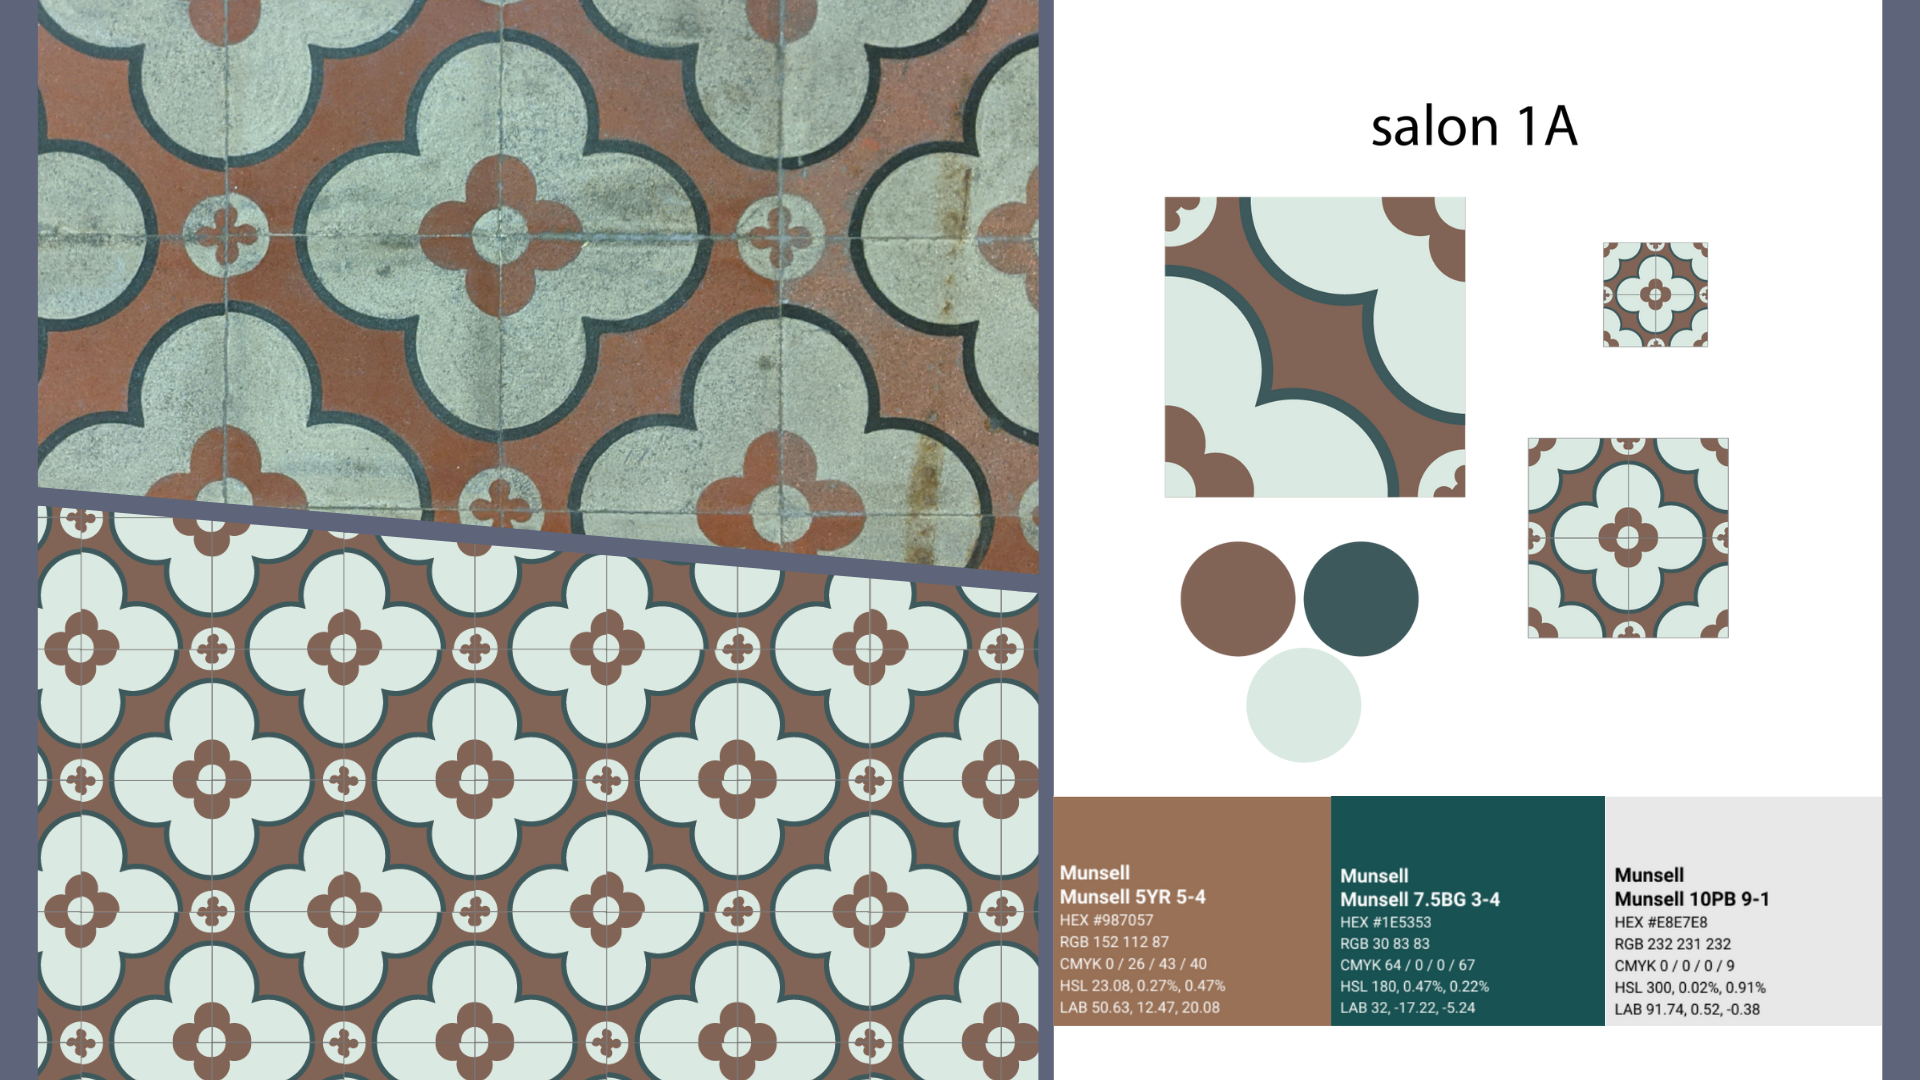 salon 1A
Munsell
Munsell 5YR 5-4
HEX #987057
RGB 152 112 87
CMYK 0 / 26 / 43 / 40
HSL 23.08, 0.27%, 0.47%
LAB 50.63, 12.47, 20.08
Munsell
Munsell 7.5BG 3-4
HEX #1E5353
RGB 30 83 83
CMYK 64 / 0 / 0 / 67
HSL 180, 0.47%, 0.22%
LAB 32, -17.22, -5.24
Munsell
Munsell 10PB 9-1
HEX #E8E7E8
RGB 232 231 232
CMYK 0 / 0 / 0 / 9
HSL 300, 0.02%, 0.91%
LAB 91.74, 0.52, -0.38